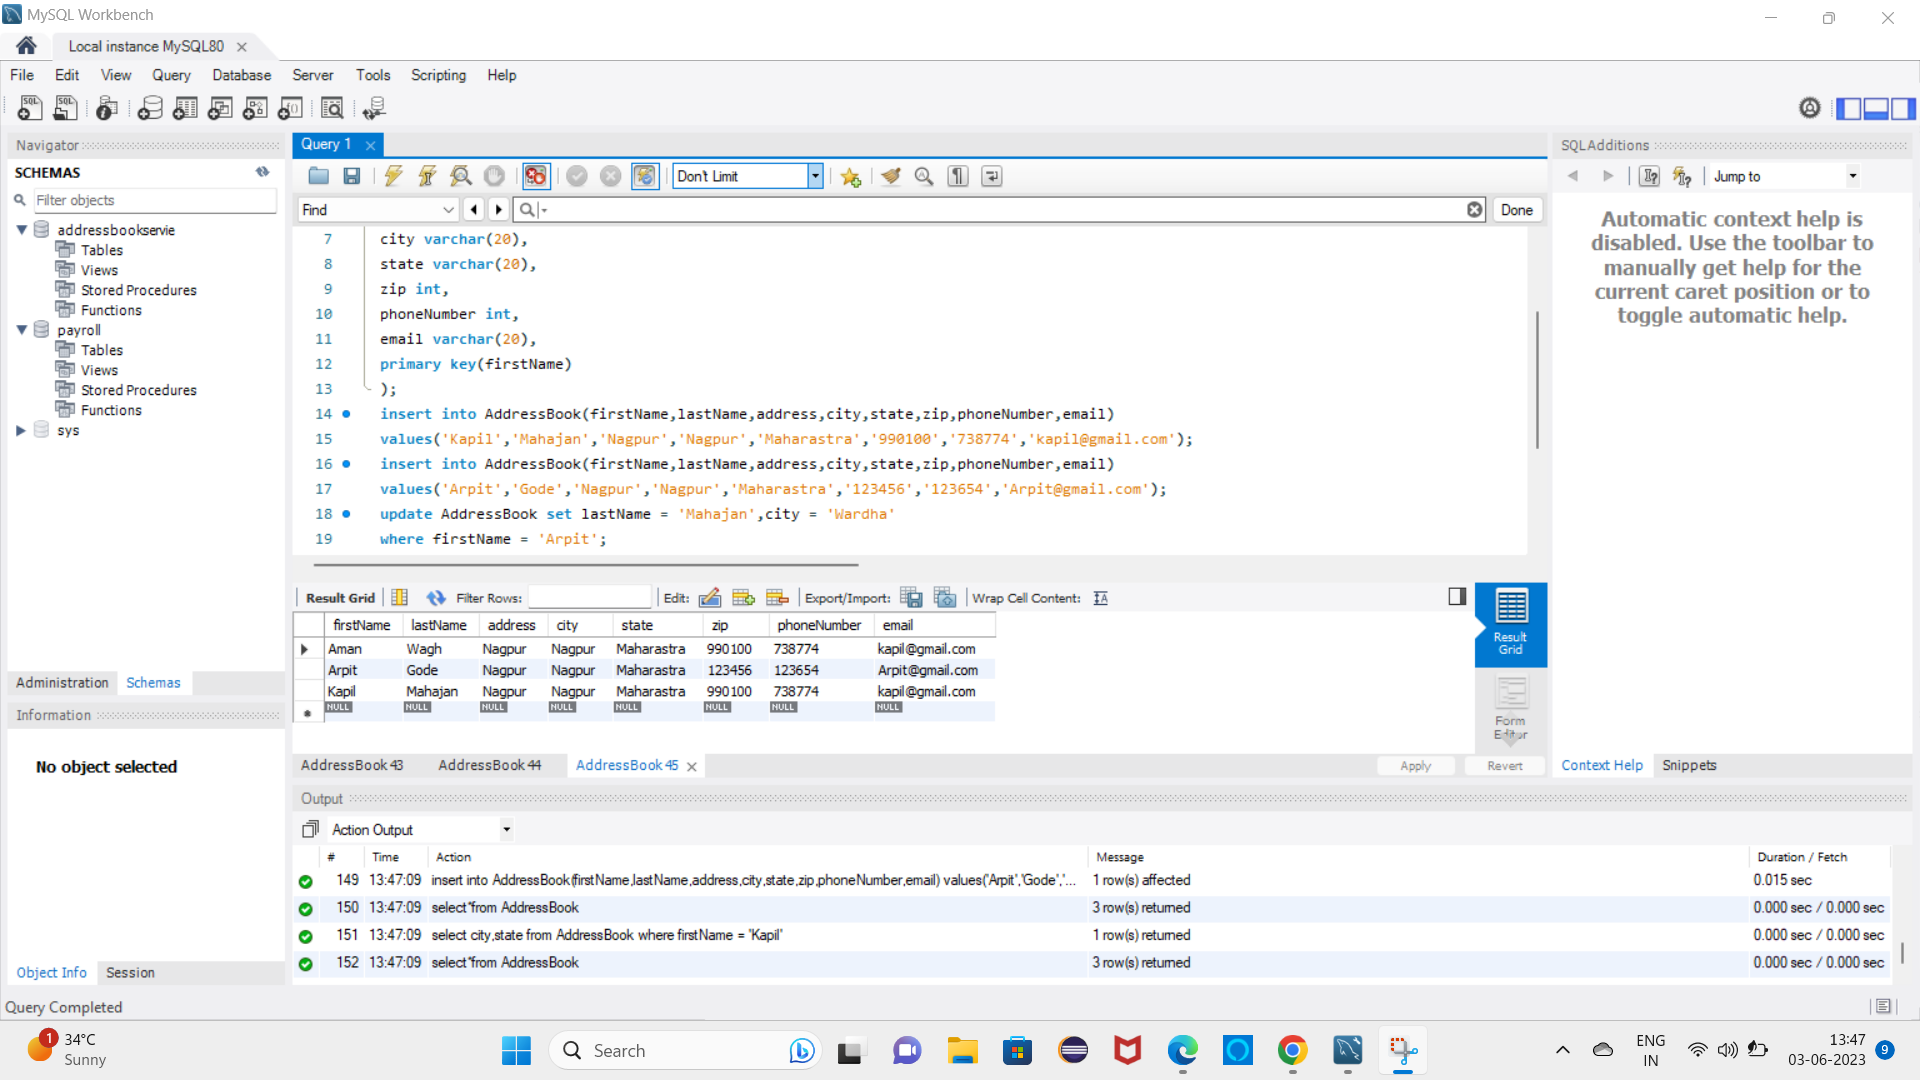 MySQL Workbench
Local instance MySQL80
File Edit View Query Database Server Tools Scripting Help
Navigator
SCHEMAS
Filter objects
addressbookservie
Tables
Views
Stored Procedures
Functions
payroll
Tables
Views
Stored Procedures
Functions
sys
Administration Schemas
Information
No object selected
Object Info Session
Query 1
Don't Limit
Find
Done
7 city varchar(20),
8 state varchar(20),
9 zip int,
10 phoneNumber int,
11 email varchar(20),
12 primary key(firstName)
13 );
14 insert into AddressBook(firstName,lastName,address,city,state,zip,phoneNumber,email)
15 values('Kapil','Mahajan','Nagpur','Nagpur','Maharastra','990100','738774','kapil@gmail.com');
16 insert into AddressBook(firstName,lastName,address,city,state,zip,phoneNumber,email)
17 values('Arpit','Gode','Nagpur','Nagpur','Maharastra','123456','123654','Arpit@gmail.com');
18 update AddressBook set lastName = 'Mahajan',city = 'Wardha'
19 where firstName = 'Arpit';
Result Grid Filter Rows: Edit: Export/Import: Wrap Cell Content:
firstName lastName address city state zip phoneNumber email
Aman Wagh Nagpur Nagpur Maharastra 990100 738774 kapil@gmail.com
Arpit Gode Nagpur Nagpur Maharastra 123456 123654 Arpit@gmail.com
Kapil Mahajan Nagpur Nagpur Maharastra 990100 738774 kapil@gmail.com
NULL NULL NULL NULL NULL NULL NULL NULL
Result
Grid
Form
Editor
AddressBook 43 AddressBook 44 AddressBook 45
Apply Revert
SQLAdditions
Jump to
Automatic context help is
disabled. Use the toolbar to
manually get help for the
current caret position or to
toggle automatic help.
Context Help Snippets
Output
Action Output
# Time Action Message Duration / Fetch
149 13:47:09 insert into AddressBook(firstName,lastName,address,city,state,zip,phoneNumber,email) values('Arpit','Gode','... 1 row(s) affected 0.015 sec
150 13:47:09 select*from AddressBook 3 row(s) returned 0.000 sec / 0.000 sec
151 13:47:09 select city,state from AddressBook where firstName = 'Kapil' 1 row(s) returned 0.000 sec / 0.000 sec
152 13:47:09 select*from AddressBook 3 row(s) returned 0.000 sec / 0.000 sec
Query Completed
1
34°C
Sunny
Search
ENG
IN
13:47
03-06-2023
9